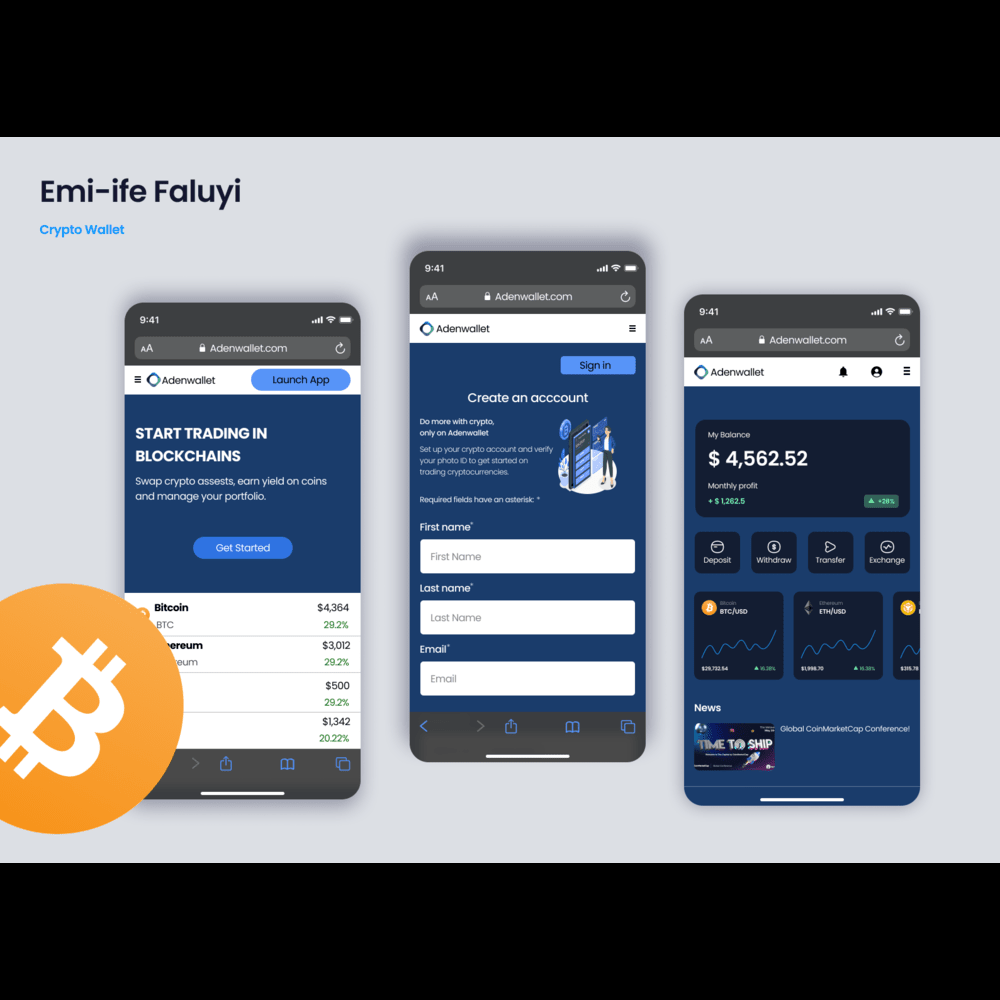 Emi-ife Faluyi
Crypto Wallet
9:41
AA
Adenwallet.com
Adenwallet
Launch App
START TRADING IN
BLOCKCHAINS
Swap crypto assests, earn yield on coins
and manage your portfolio.
Get Started
Bitcoin
$4,364
BTC
29.2%
ereum
$3,012
eum
29.2%
$500
29.2%
$1,342
20.22%
9:41
AA
Adenwallet.com
Adenwallet
Sign in
Create an acccount
Do more with crypto,
only on Adenwallet
Set up your crypto account and verify
your photo ID to get started on
trading cryptocurrencies.
Required fields have an asterisk: *
First name*
First Name
Last name*
Last Name
Email*
Email
9:41
AA
Adenwallet.com
Adenwallet
My Balance
$ 4,562.52
Monthly profit
+ $ 1,262.5
+28%
Deposit
Withdraw
Transfer
Exchange
Bitcoin
BTC/USD
$29,732.54
Ethereum
ETH/USD
$1,998.70
$315.78
News
TIME TO SHIP
Global CoinMarketCap Conference!